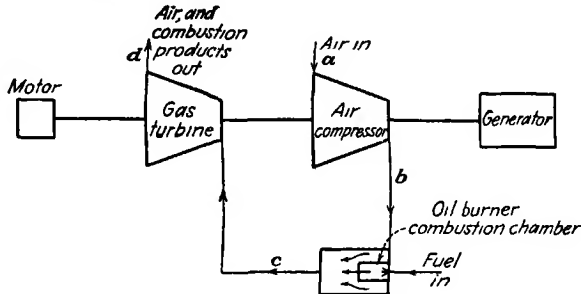 Air, and
combustion
products
out
d
Air in
a
Motor
Gas
turbine
Air
compressor
Generator
b
Oil burner
combustion chamber
c
Fuel
in